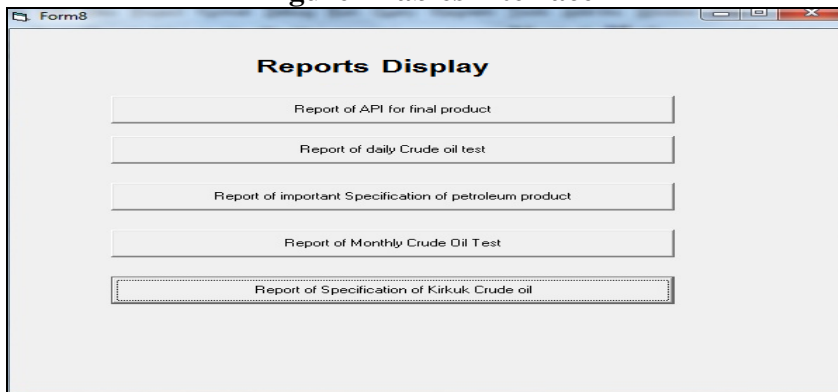 Form8
Reports Display
Report of API for final product
Report of daily Crude oil test
Report of important Specification of petroleum product
Report of Monthly Crude Oil Test
Report of Specification of Kirkuk Crude oil